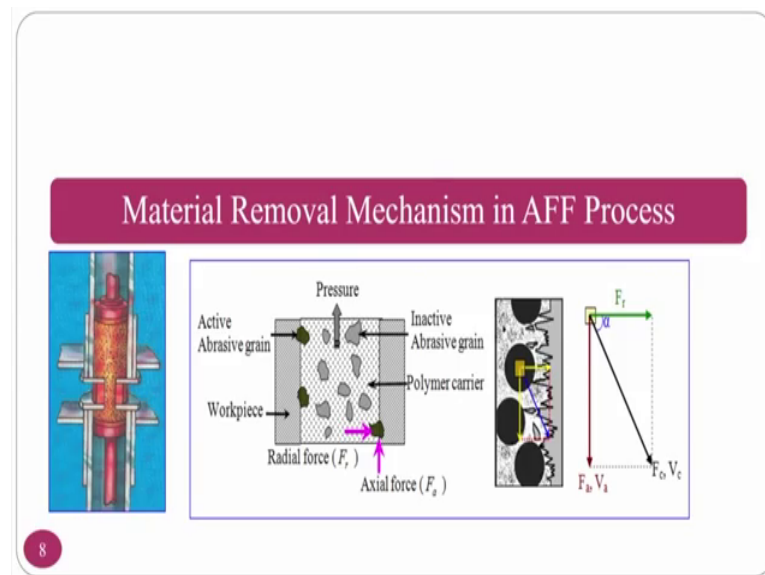 Material Removal Mechanism in AFF Process
Pressure
Active
Abrasive grain
Inactive
Abrasive grain
Polymer carrier
Workpiece
Radial force (Fr)
Axial force (Fa)
Fr
α
Fa, Va
Fc, Vc
8